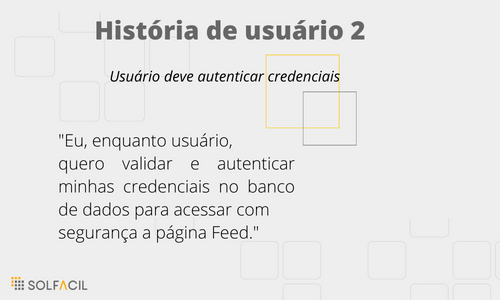 História de usuário 2
Usuário deve autenticar credenciais
"Eu, enquanto usuário,
quero validar e autenticar
minhas credenciais no banco
de dados para acessar com
segurança a página Feed."
SOLFACIL